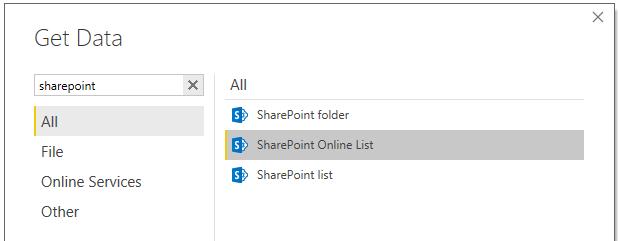 Get Data
sharepoint
All
File
Online Services
Other
All
SharePoint folder
SharePoint Online List
SharePoint list